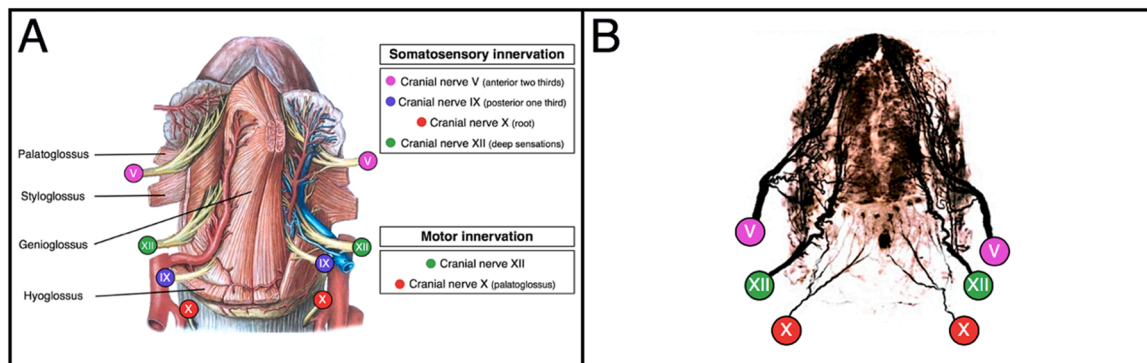 A
Somatosensory innervation
Cranial nerve V (anterior two thirds)
Cranial nerve IX (posterior one third)
Cranial nerve X (root)
Cranial nerve XII (deep sensations)
Palatoglossus
Styloglossus
Genioglossus
Hyoglossus
V
V
XII
XII
IX
IX
X
X
Motor innervation
Cranial nerve XII
Cranial nerve X (palatoglossus)
B
V
V
XII
XII
X
X